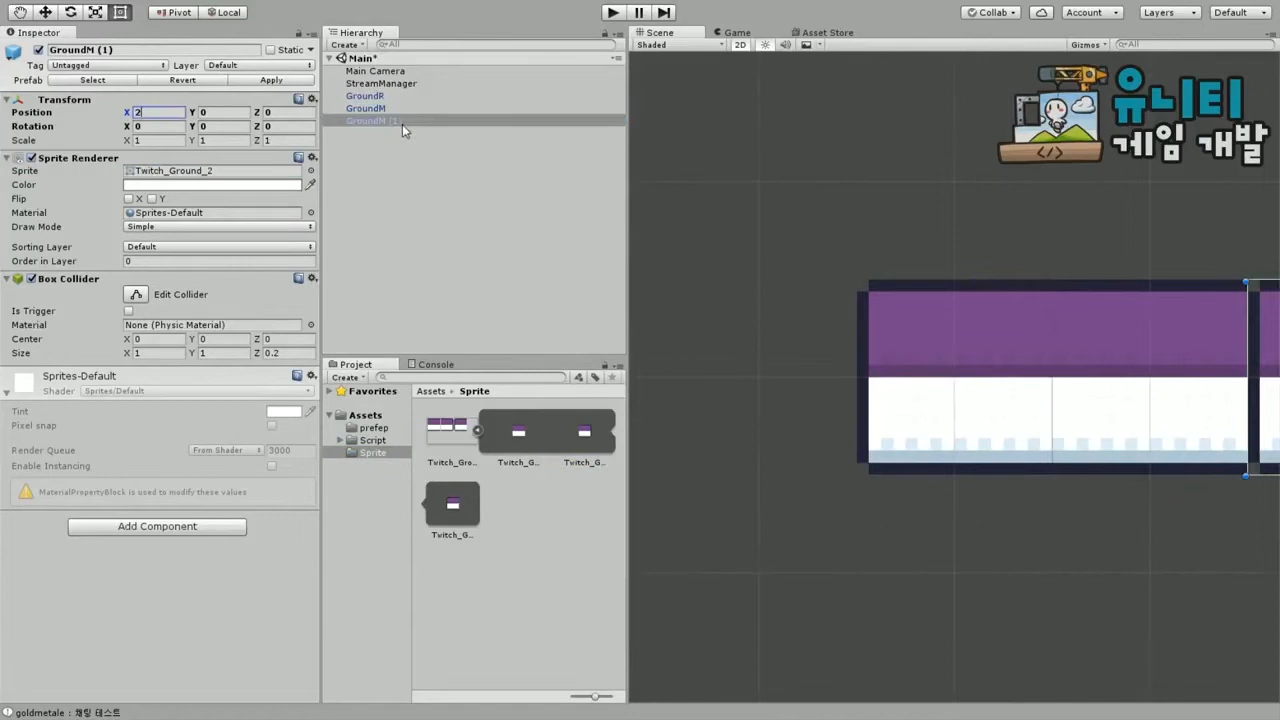 Pivot Local
Collab Account Layers Default
Inspector
GroundM (1) Static
Tag Untagged Layer Default
Prefab Select Revert Apply
Transform
Position X 2 Y 0 Z 0
Rotation X 0 Y 0 Z 0
Scale X 1 Y 1 Z 1
Sprite Renderer
Sprite Twitch_Ground_2
Color
Flip X Y
Material Sprites-Default
Draw Mode Simple
Sorting Layer Default
Order in Layer 0
Box Collider
Edit Collider
Is Trigger
Material None (Physic Material)
Center X 0 Y 0 Z 0
Size X 1 Y 1 Z 0.2
Sprites-Default
Shader Sprites/Default
Tint
Pixel snap
Render Queue From Shader 3000
Enable Instancing
MaterialPropertyBlock is used to modify these values
Add Component
Hierarchy
Create All
Main*
Main Camera
StreamManager
GroundR
GroundM
GroundM (1)
Project Console
Create
Favorites
Assets
prefep
Script
Sprite
Assets Sprite
Twitch_Gro... Twitch_G... Twitch_G...
Twitch_G...
Scene Game Asset Store
Shaded 2D Gizmos All
유니티
게임 개발
</>
goldmetale : 채팅 테스트